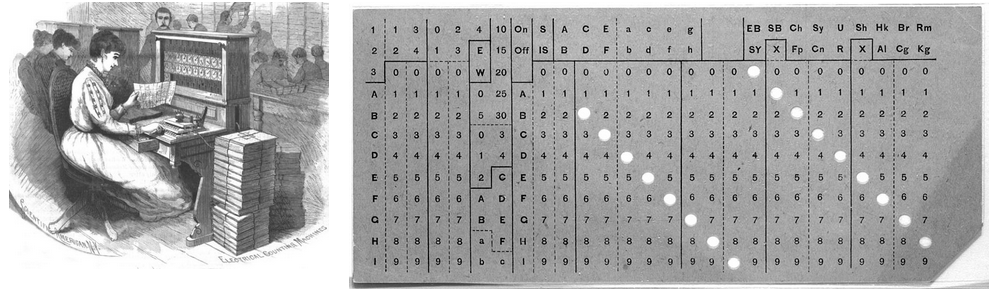 SCIENTIFIC AMERICAN N.Y.
ELECTRICAL COUNTING MACHINES
1 1 3 0 2 4 10 On S A C E a c e g EB SB Ch Sy U Sh Hk Br Rm
2 2 4 1 3 E 15 Off IS B D F b d f h SY X Fp Cn R X Al Cg Kg
3 0 0 0 0 W 20 0 0 0 0 0 0 0 0 0 0 0 0 0 0 0 0 0 0
A 1 1 1 1 0 25 A 1 1 1 1 1 1 1 1 1 1 1 1 1 1 1 1 1 1
B 2 2 2 2 5 30 B 2 2 2 2 2 2 2 2 2 2 2 2 2 2 2 2 2
C 3 3 3 3 0 3 C 3 3 3 3 3 3 3 3 3 3 3 3 3 3 3 3 3
D 4 4 4 4 1 4 D 4 4 4 4 4 4 4 4 4 4 4 4 4 4 4 4 4
E 5 5 5 5 2 C E 5 5 5 5 5 5 5 5 5 5 5 5 5 5 5 5 5
F 6 6 6 6 A D F 6 6 6 6 6 6 6 6 6 6 6 6 6 6 6 6 6
G 7 7 7 7 B E G 7 7 7 7 7 7 7 7 7 7 7 7 7 7 7 7 7
H 8 8 8 8 a F H 8 8 8 8 8 8 8 8 8 8 8 8 8 8 8 8 8
I 9 9 9 9 b c I 9 9 9 9 9 9 9 9 9 9 9 9 9 9 9 9 9 9